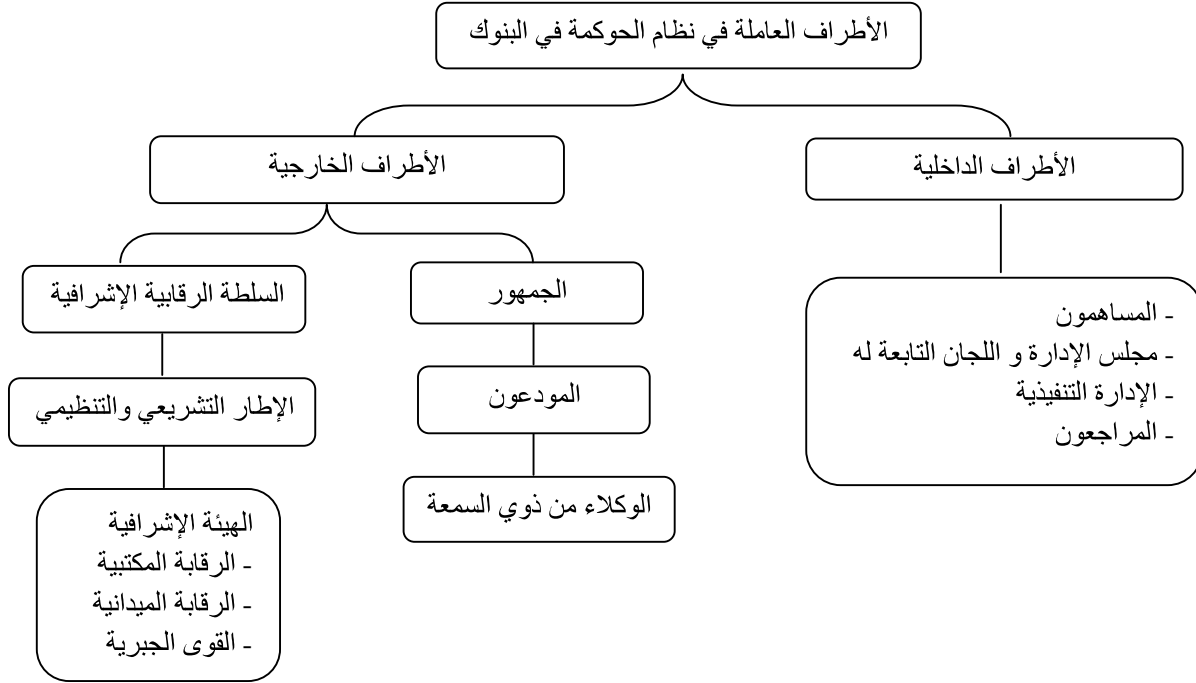 الأطراف العاملة في نظام الحوكمة في البنوك
الأطراف الداخلية
الأطراف الخارجية
- المساهمون
- مجلس الإدارة و اللجان التابعة له
- الإدارة التنفيذية
- المراجعون
الجمهور
المودعون
الوكلاء من ذوي السمعة
السلطة الرقابية الإشرافية
الإطار التشريعي والتنظيمي
الهيئة الإشرافية
- الرقابة المكتبية
- الرقابة الميدانية
- القوى الجبرية